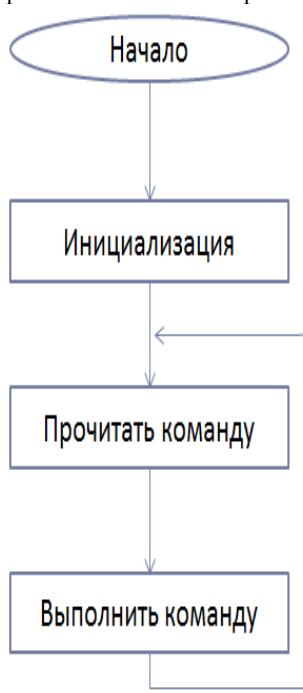 Начало
Инициализация
Прочитать команду
Выполнить команду